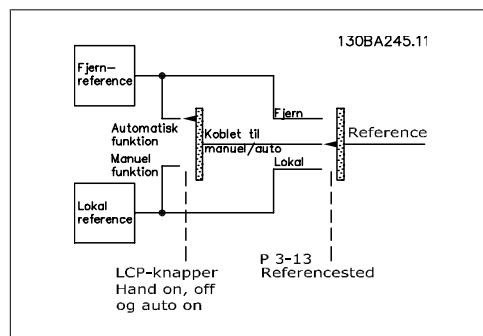 130BA245.11
Fjern-
reference
Automatisk
funktion
Manuel
funktion
Koblet til
manuel/auto
Fjern
Lokal
Reference
Lokal
reference
LCP-knapper
Hand on, off
og auto on
P 3-13
Referencested